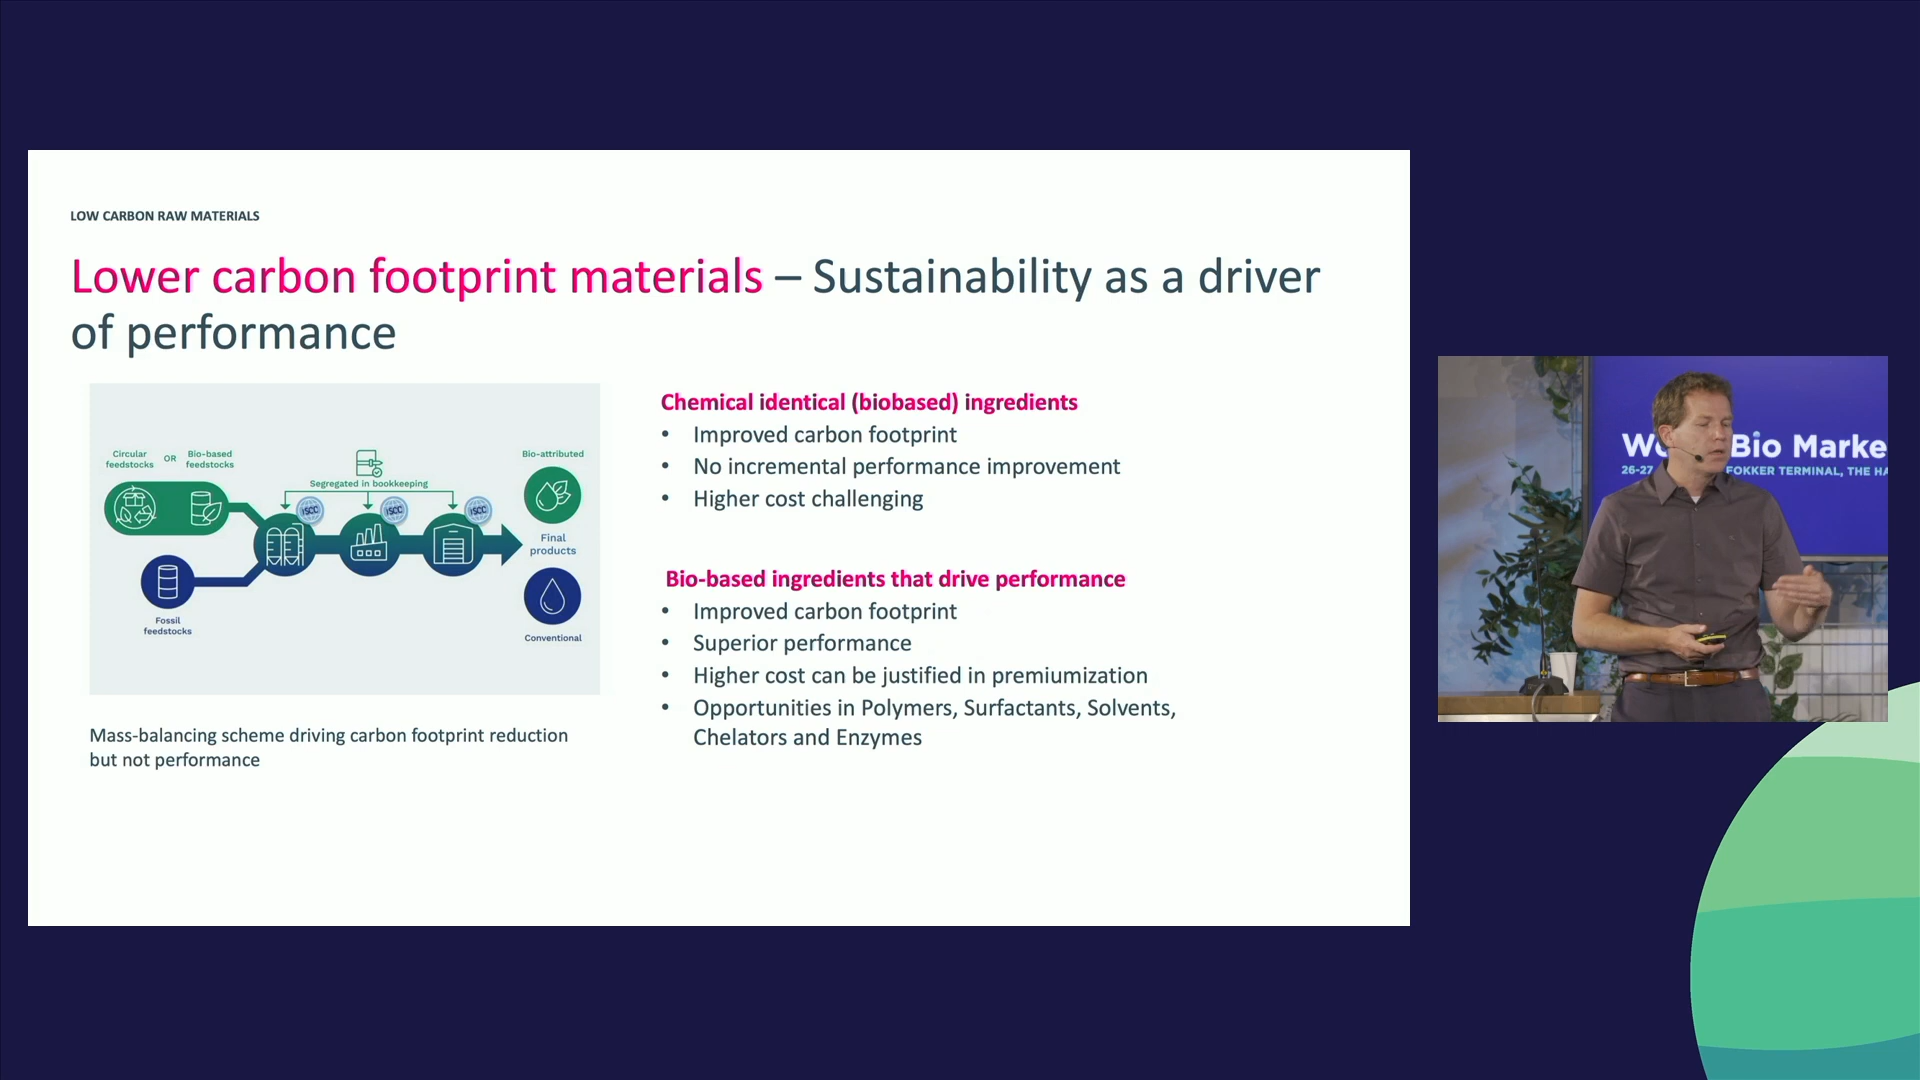 LOW CARBON RAW MATERIALS
Lower carbon footprint materials – Sustainability as a driver
of performance
Circular
feedstocks
OR
Bio-based
feedstocks
Segregated in bookkeeping
ISCC
ISCC
ISCC
Bio-attributed
Final
products
Fossil
feedstocks
Conventional
Mass-balancing scheme driving carbon footprint reduction
but not performance
Chemical identical (biobased) ingredients
• Improved carbon footprint
• No incremental performance improvement
• Higher cost challenging
Bio-based ingredients that drive performance
• Improved carbon footprint
• Superior performance
• Higher cost can be justified in premiumization
• Opportunities in Polymers, Surfactants, Solvents,
Chelators and Enzymes
Bio Marke
26-27 FOKKER TERMINAL, THE HA